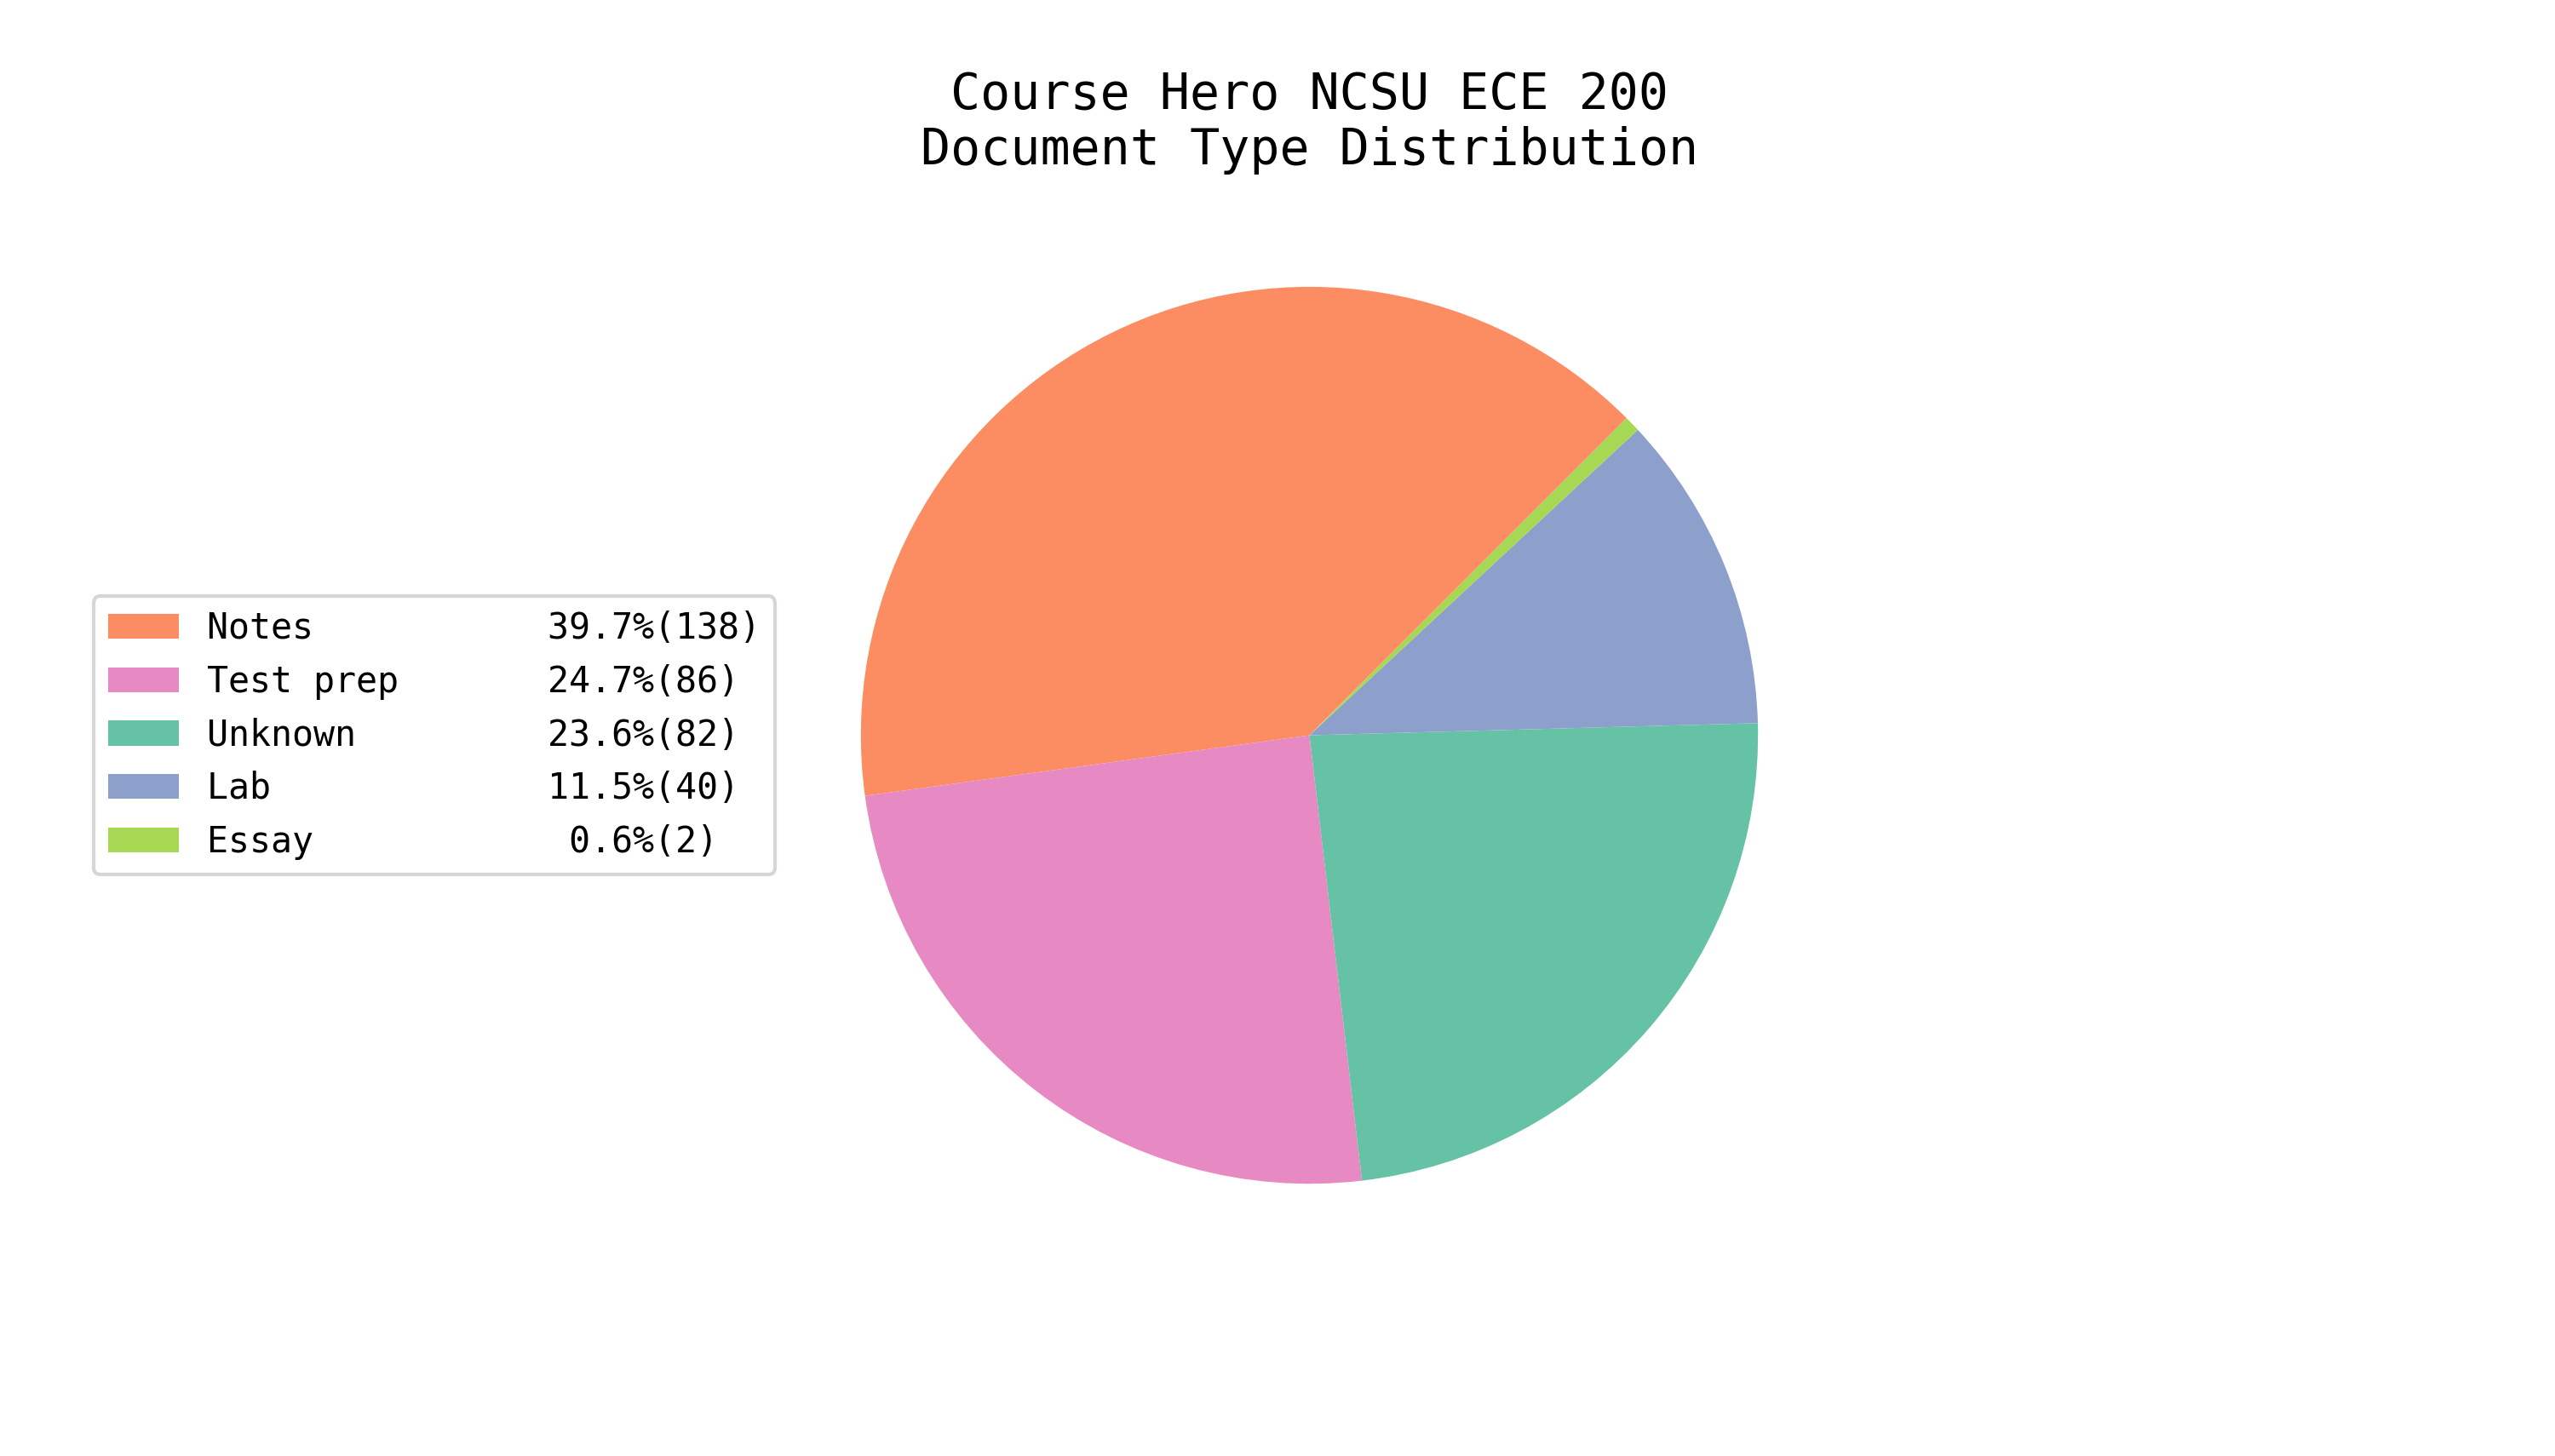 Course Hero NCSU ECE 200
Document Type Distribution
Notes 39.7%(138)
Test prep 24.7%(86)
Unknown 23.6%(82)
Lab 11.5%(40)
Essay 0.6%(2)